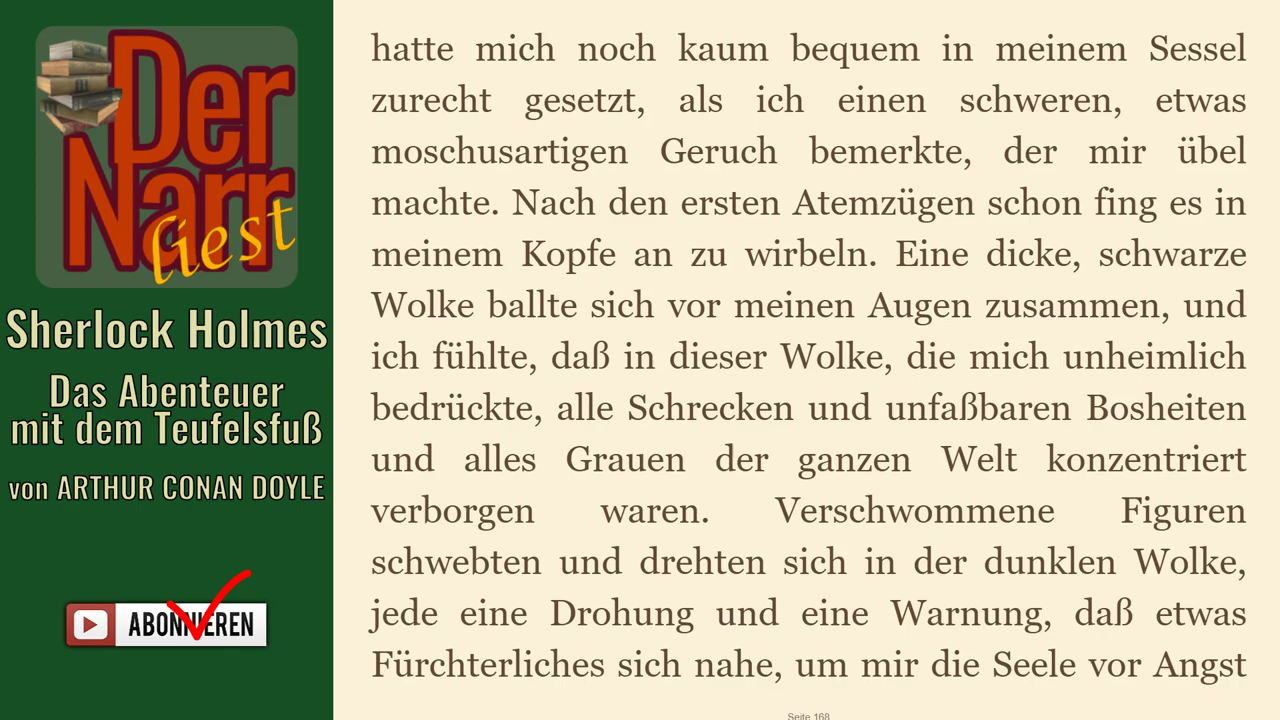 Der
Narr
liest
Sherlock Holmes
Das Abenteuer
mit dem Teufelsfuß
von ARTHUR CONAN DOYLE
ABONNIEREN
hatte mich noch kaum bequem in meinem Sessel
zurecht gesetzt, als ich einen schweren, etwas
moschusartigen Geruch bemerkte, der mir übel
machte. Nach den ersten Atemzügen schon fing es in
meinem Kopfe an zu wirbeln. Eine dicke, schwarze
Wolke ballte sich vor meinen Augen zusammen, und
ich fühlte, daß in dieser Wolke, die mich unheimlich
bedrückte, alle Schrecken und unfaßbaren Bosheiten
und alles Grauen der ganzen Welt konzentriert
verborgen waren. Verschwommene Figuren
schwebten und drehten sich in der dunklen Wolke,
jede eine Drohung und eine Warnung, daß etwas
Fürchterliches sich nahe, um mir die Seele vor Angst
Seite 168